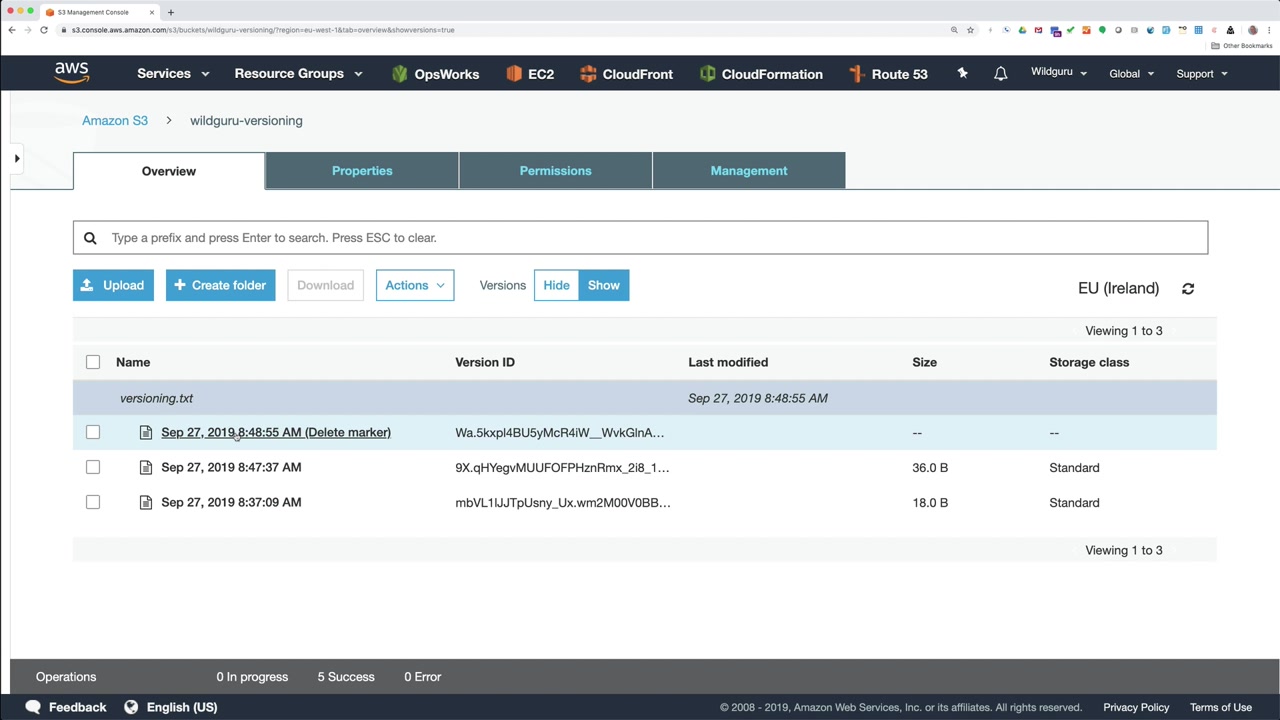 S3 Management Console
s3.console.aws.amazon.com/s3/buckets/wildguru-versioning/?region=eu-west-1&tab=overview&showversions=true
Other Bookmarks
aws Services Resource Groups OpsWorks EC2 CloudFront CloudFormation Route 53 Wildguru Global Support
Amazon S3 wildguru-versioning
Overview Properties Permissions Management
Type a prefix and press Enter to search. Press ESC to clear.
Upload + Create folder Download Actions Versions Hide Show EU (Ireland)
Viewing 1 to 3
Name Version ID Last modified Size Storage class
versioning.txt Sep 27, 2019 8:48:55 AM
Sep 27, 2019 8:48:55 AM (Delete marker) Wa.5kxpl4BU5yMcR4iW__WvkGlnA… -- --
Sep 27, 2019 8:47:37 AM 9X.qHYegvMUUFOFPHznRmx_2i8_1… 36.0 B Standard
Sep 27, 2019 8:37:09 AM mbVL1lJJTpUsny_Ux.wm2M00V0BB… 18.0 B Standard
Viewing 1 to 3
Operations 0 In progress 5 Success 0 Error
Feedback English (US) © 2008 - 2019, Amazon Web Services, Inc. or its affiliates. All rights reserved. Privacy Policy Terms of Use